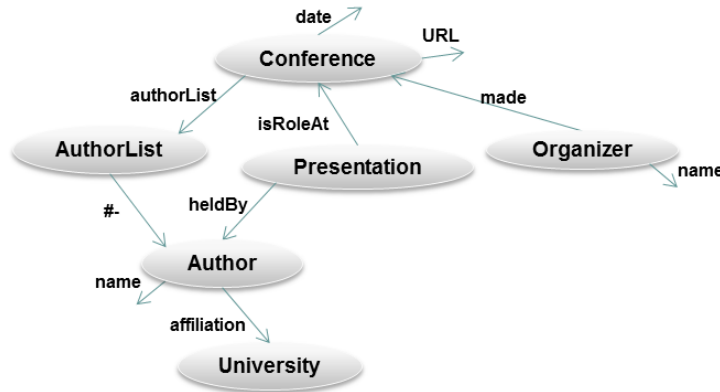 date
URL
Conference
authorList
made
isRoleAt
AuthorList
Presentation
Organizer
name
#-
heldBy
Author
name
affiliation
University